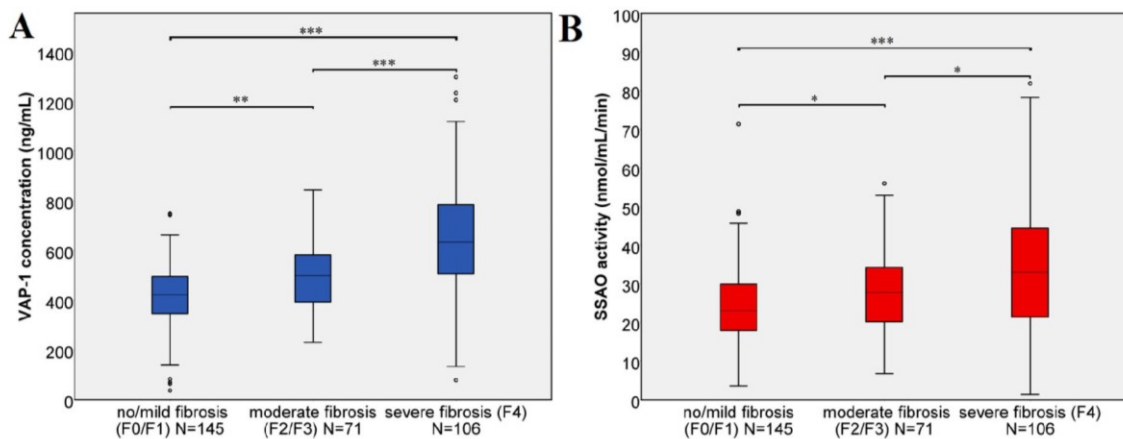 A
VAP-1 concentration (ng/mL)
1400
1200
1000
800
600
400
200
0
***
***
**
no/mild fibrosis
(F0/F1) N=145
moderate fibrosis
(F2/F3) N=71
severe fibrosis (F4)
N=106
B
SSAO activity (nmol/mL/min)
100
90
80
70
60
50
40
30
20
10
0
***
*
*
no/mild fibrosis
(F0/F1) N=145
moderate fibrosis
(F2/F3) N=71
severe fibrosis (F4)
N=106